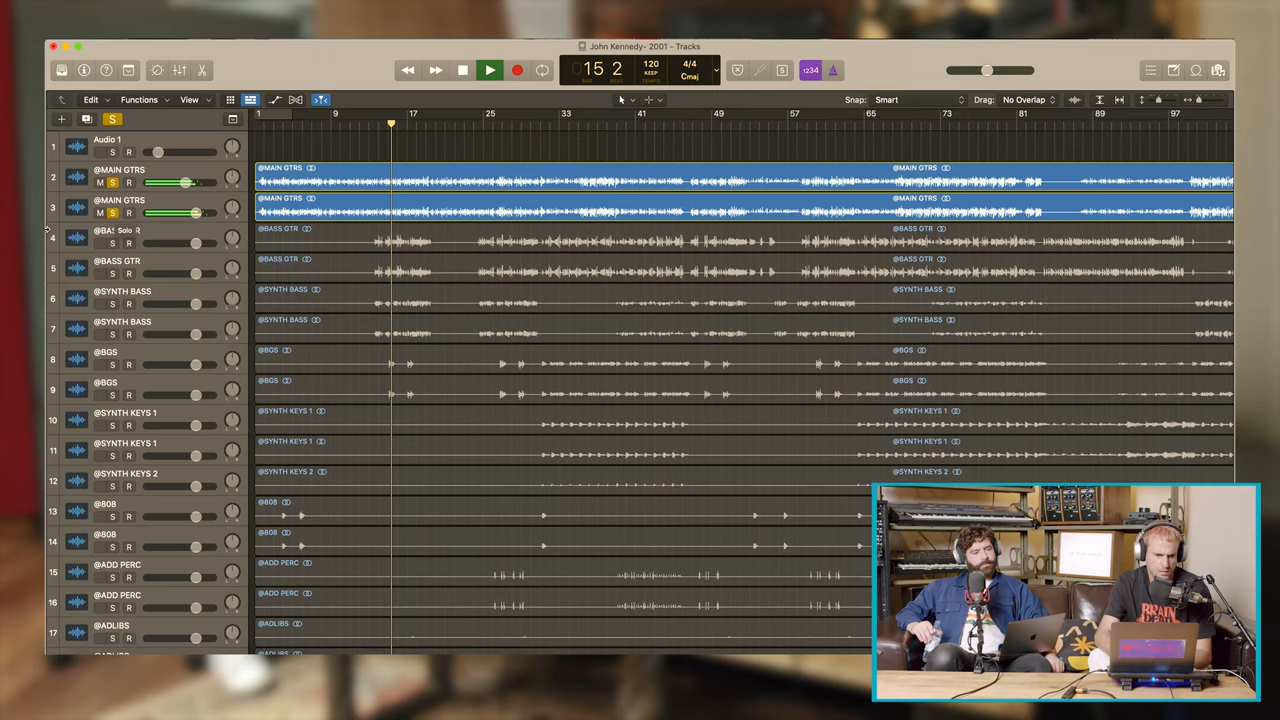 John Kennedy- 2001 - Tracks
15 2
BAR BEAT
120
KEEP
TEMPO
4/4
Cmaj
S
1234
Edit
Functions
View
Snap: Smart
Drag: No Overlap
S
1 9 17 25 33 41 49 57 65 73 81 89 97
1 Audio 1
S R
2 @MAIN GTRS
M S R
@MAIN GTRS @MAIN GTRS
3 @MAIN GTRS
M S R
@MAIN GTRS @MAIN GTRS
4 @BAS Solo R
S R
@BASS GTR @BASS GTR
5 @BASS GTR
S R
@BASS GTR @BASS GTR
6 @SYNTH BASS
S R
@SYNTH BASS @SYNTH BASS
7 @SYNTH BASS
S R
@SYNTH BASS @SYNTH BASS
8 @BGS
S R
@BGS @BGS
9 @BGS
S R
@BGS @BGS
10 @SYNTH KEYS 1
S R
@SYNTH KEYS 1 @SYNTH KEYS 1
11 @SYNTH KEYS 1
S R
@SYNTH KEYS 1 @SYNTH KEYS 1
12 @SYNTH KEYS 2
S R
@SYNTH KEYS 2 @SYNTH KEYS 2
13 @808
S R
@808
14 @808
S R
@808
15 @ADD PERC
S R
@ADD PERC
16 @ADD PERC
S R
@ADD PERC
17 @ADLIBS
S R
@ADLIBS
@ADLIBS
BRAIN
DEAD